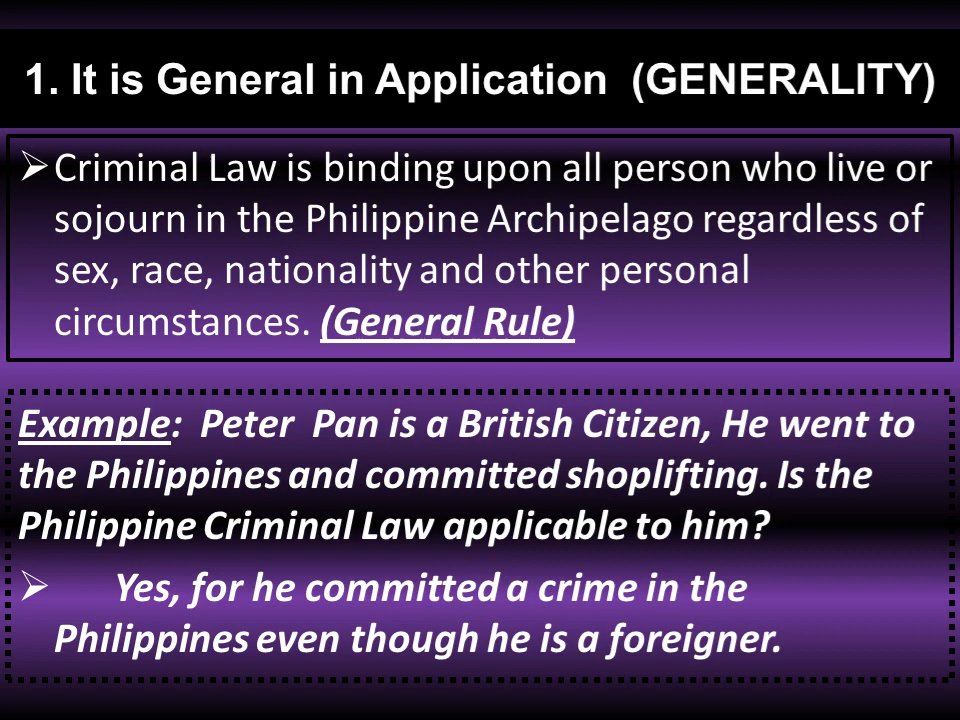 1. It is General in Application (GENERALITY)
➢ Criminal Law is binding upon all person who live or
sojourn in the Philippine Archipelago regardless of
sex, race, nationality and other personal
circumstances. (General Rule)
Example: Peter Pan is a British Citizen, He went to
the Philippines and committed shoplifting. Is the
Philippine Criminal Law applicable to him?
➢ Yes, for he committed a crime in the
Philippines even though he is a foreigner.